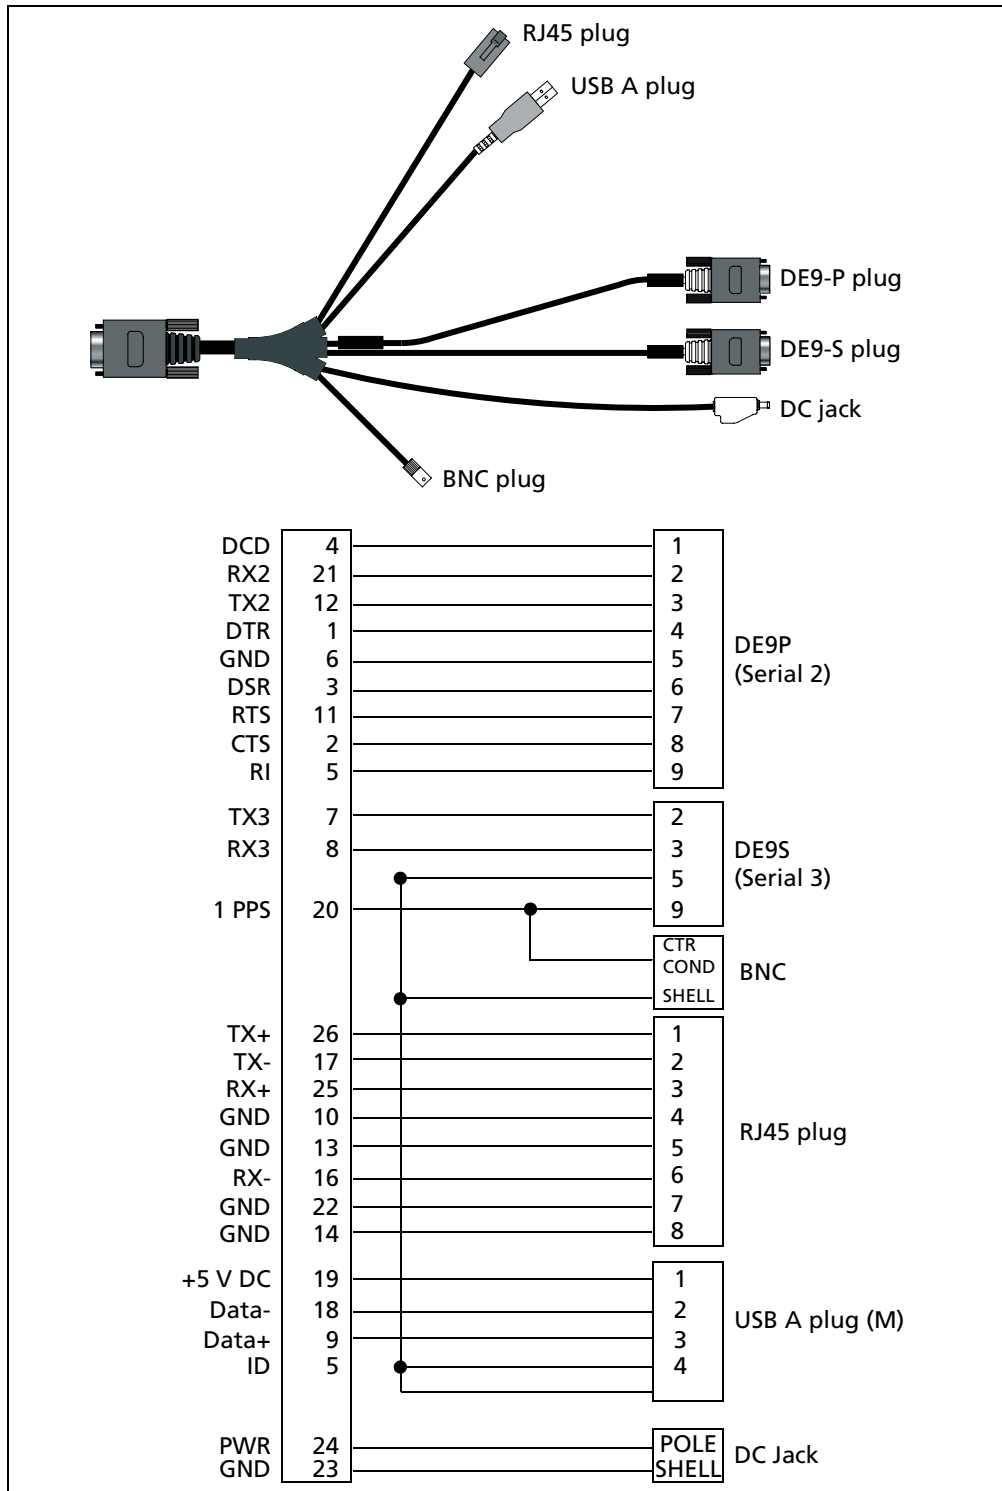 RJ45 plug
USB A plug
DE9-P plug
DE9-S plug
DC jack
BNC plug
DCD 4 1
RX2 21 2
TX2 12 3
DTR 1 4
GND 6 5
DSR 3 6
RTS 11 7
CTS 2 8
RI 5 9
DE9P
(Serial 2)
TX3 7 2
RX3 8 3
5
1 PPS 20 9
DE9S
(Serial 3)
CTR
COND
SHELL
BNC
TX+ 26 1
TX- 17 2
RX+ 25 3
GND 10 4
GND 13 5
RX- 16 6
GND 22 7
GND 14 8
RJ45 plug
+5 V DC 19 1
Data- 18 2
Data+ 9 3
ID 5 4
USB A plug (M)
PWR 24 POLE
GND 23 SHELL
DC Jack